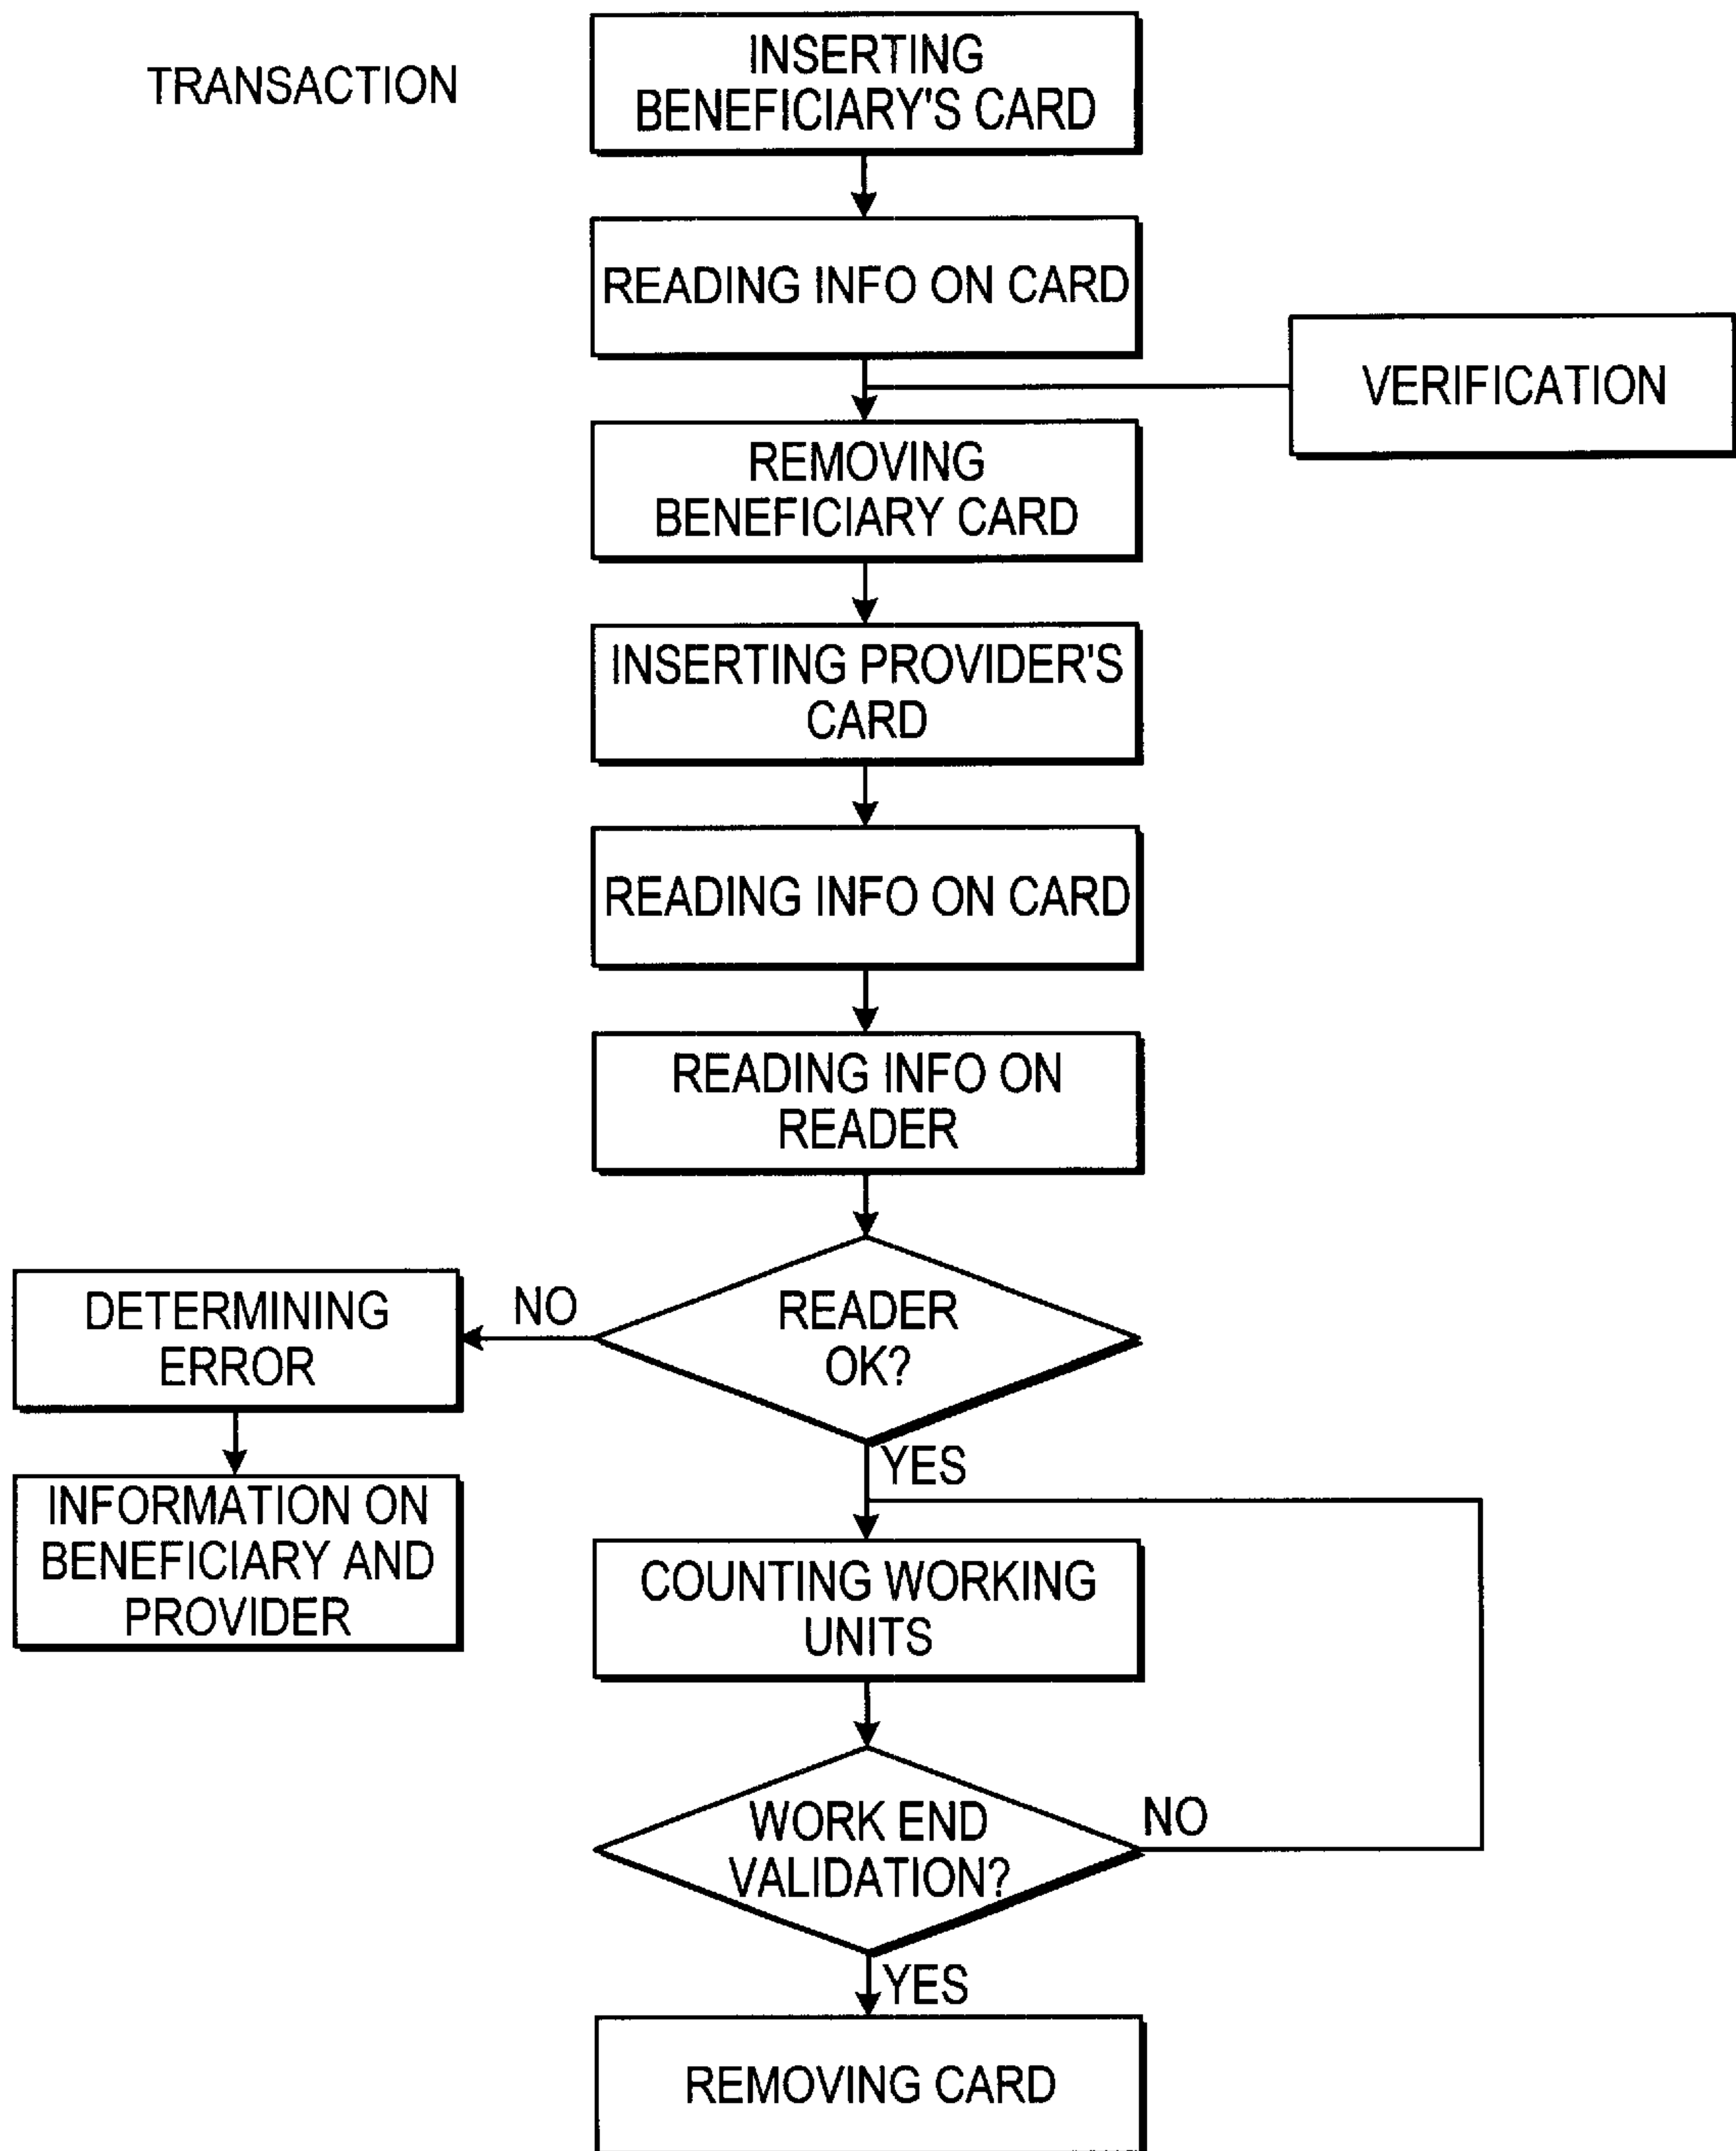 TRANSACTION
INSERTING
BENEFICIARY'S CARD
READING INFO ON CARD
VERIFICATION
REMOVING
BENEFICIARY CARD
INSERTING PROVIDER'S
CARD
READING INFO ON CARD
READING INFO ON
READER
READER
OK?
NO
DETERMINING
ERROR
INFORMATION ON
BENEFICIARY AND
PROVIDER
YES
COUNTING WORKING
UNITS
WORK END
VALIDATION?
NO
YES
REMOVING CARD